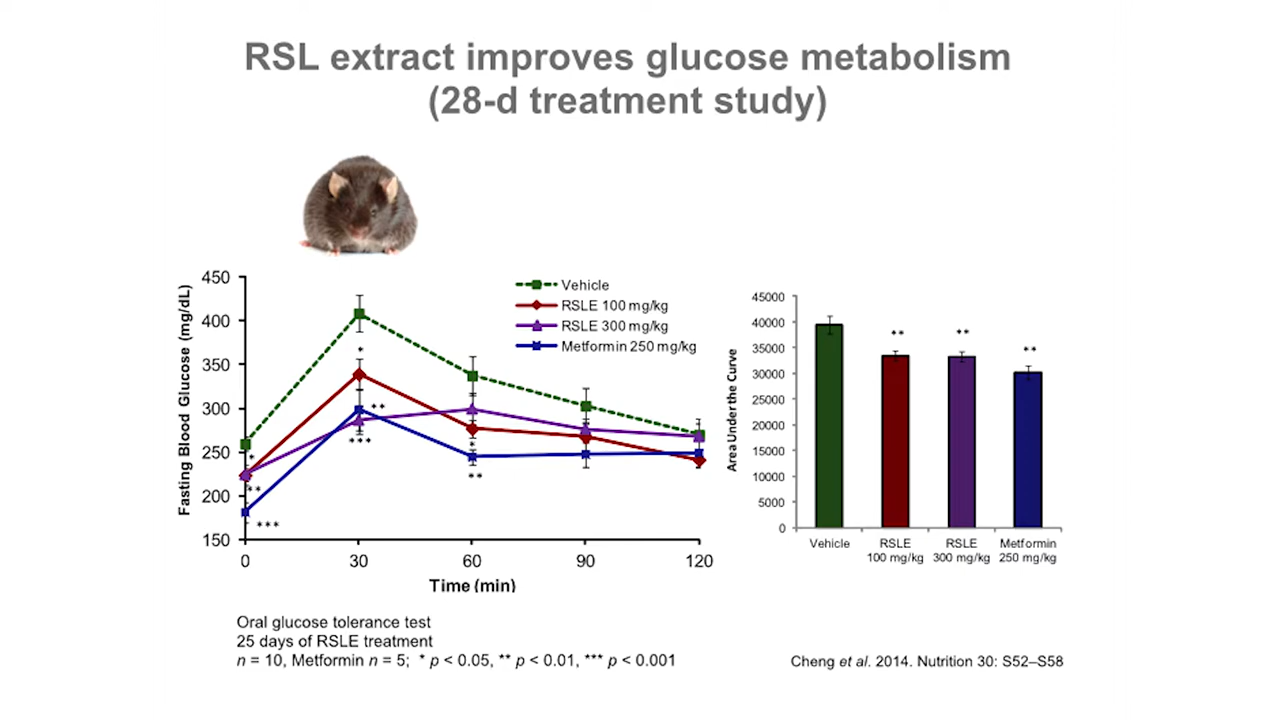 RSL extract improves glucose metabolism
(28-d treatment study)
Fasting Blood Glucose (mg/dL)
450
400
350
300
250
200
150
0
30
60
90
120
Time (min)
Vehicle
RSLE 100 mg/kg
RSLE 300 mg/kg
Metformin 250 mg/kg
*
*
**
***
**
***
*
**
Area Under the Curve
45000
40000
35000
30000
25000
20000
15000
10000
5000
0
**
**
**
Vehicle
RSLE
100 mg/kg
RSLE
300 mg/kg
Metformin
250 mg/kg
Oral glucose tolerance test
25 days of RSLE treatment
n = 10, Metformin n = 5; * p < 0.05, ** p < 0.01, *** p < 0.001
Cheng et al. 2014. Nutrition 30: S52–S58